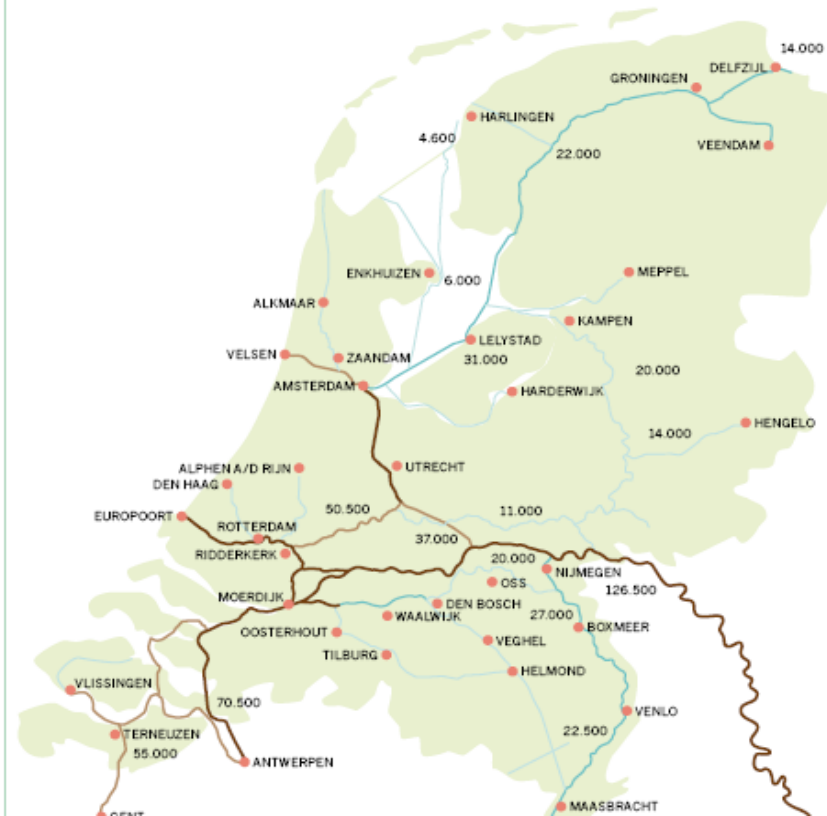 14.000
DELFZIJL
GRONINGEN
HARLINGEN
4.600
VEENDAM
22.000
ENKHUIZEN
MEPPEL
6.000
ALKMAAR
KAMPEN
LELYSTAD
VELSEN
ZAANDAM
31.000
20.000
AMSTERDAM
HARDERWIJK
HENGELO
14.000
ALPHEN A/D RIJN
UTRECHT
DEN HAAG
50.500
11.000
EUROPOORT
ROTTERDAM
37.000
RIDDERKERK
20.000
NIJMEGEN
OSS
126.500
MOERDIJK
DEN BOSCH
WAALWIJK
27.000
BOXMEER
OOSTERHOUT
VEGHEL
TILBURG
HELMOND
VLISSINGEN
70.500
VENLO
22.500
TERNEUZEN
55.000
ANTWERPEN
MAASBRACHT
GENT